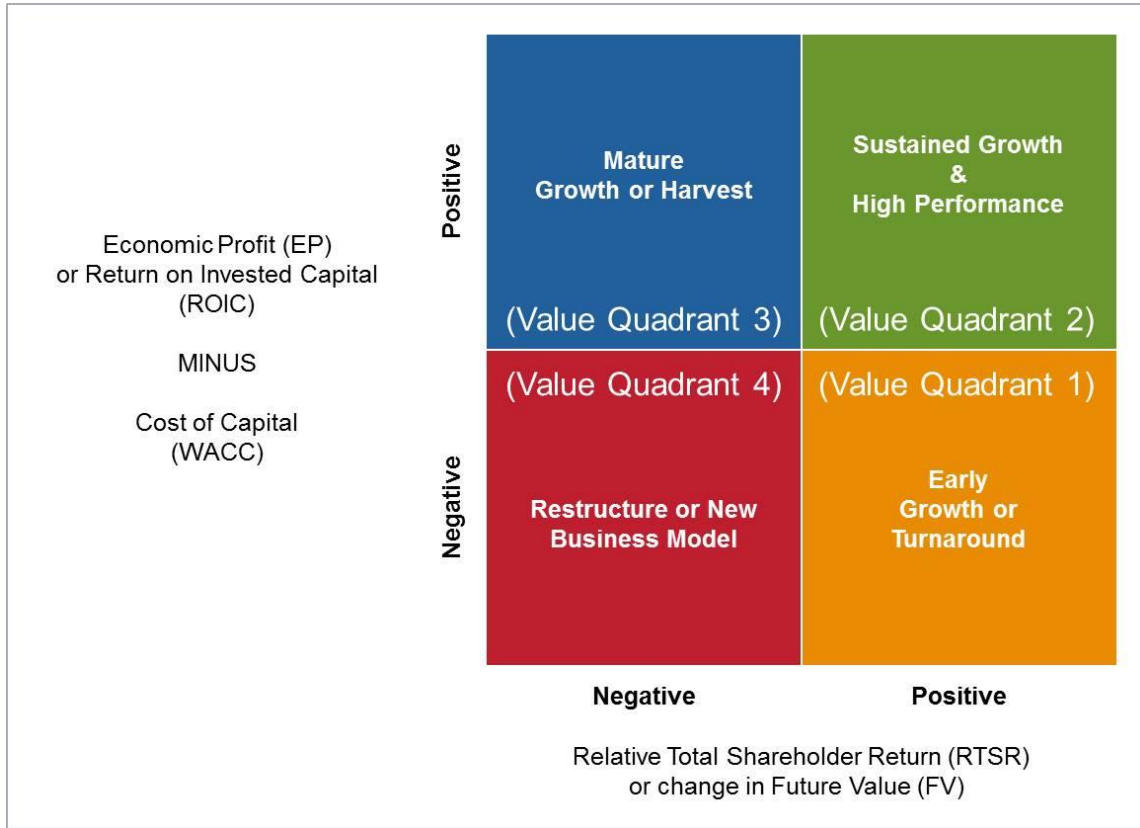 Economic Profit (EP)
or Return on Invested Capital
(ROIC)
MINUS
Cost of Capital
(WACC)
Positive
Negative
Mature
Growth or Harvest
(Value Quadrant 3)
Sustained Growth
&
High Performance
(Value Quadrant 2)
(Value Quadrant 4)
Restructure or New
Business Model
(Value Quadrant 1)
Early
Growth or
Turnaround
Negative
Positive
Relative Total Shareholder Return (RTSR)
or change in Future Value (FV)